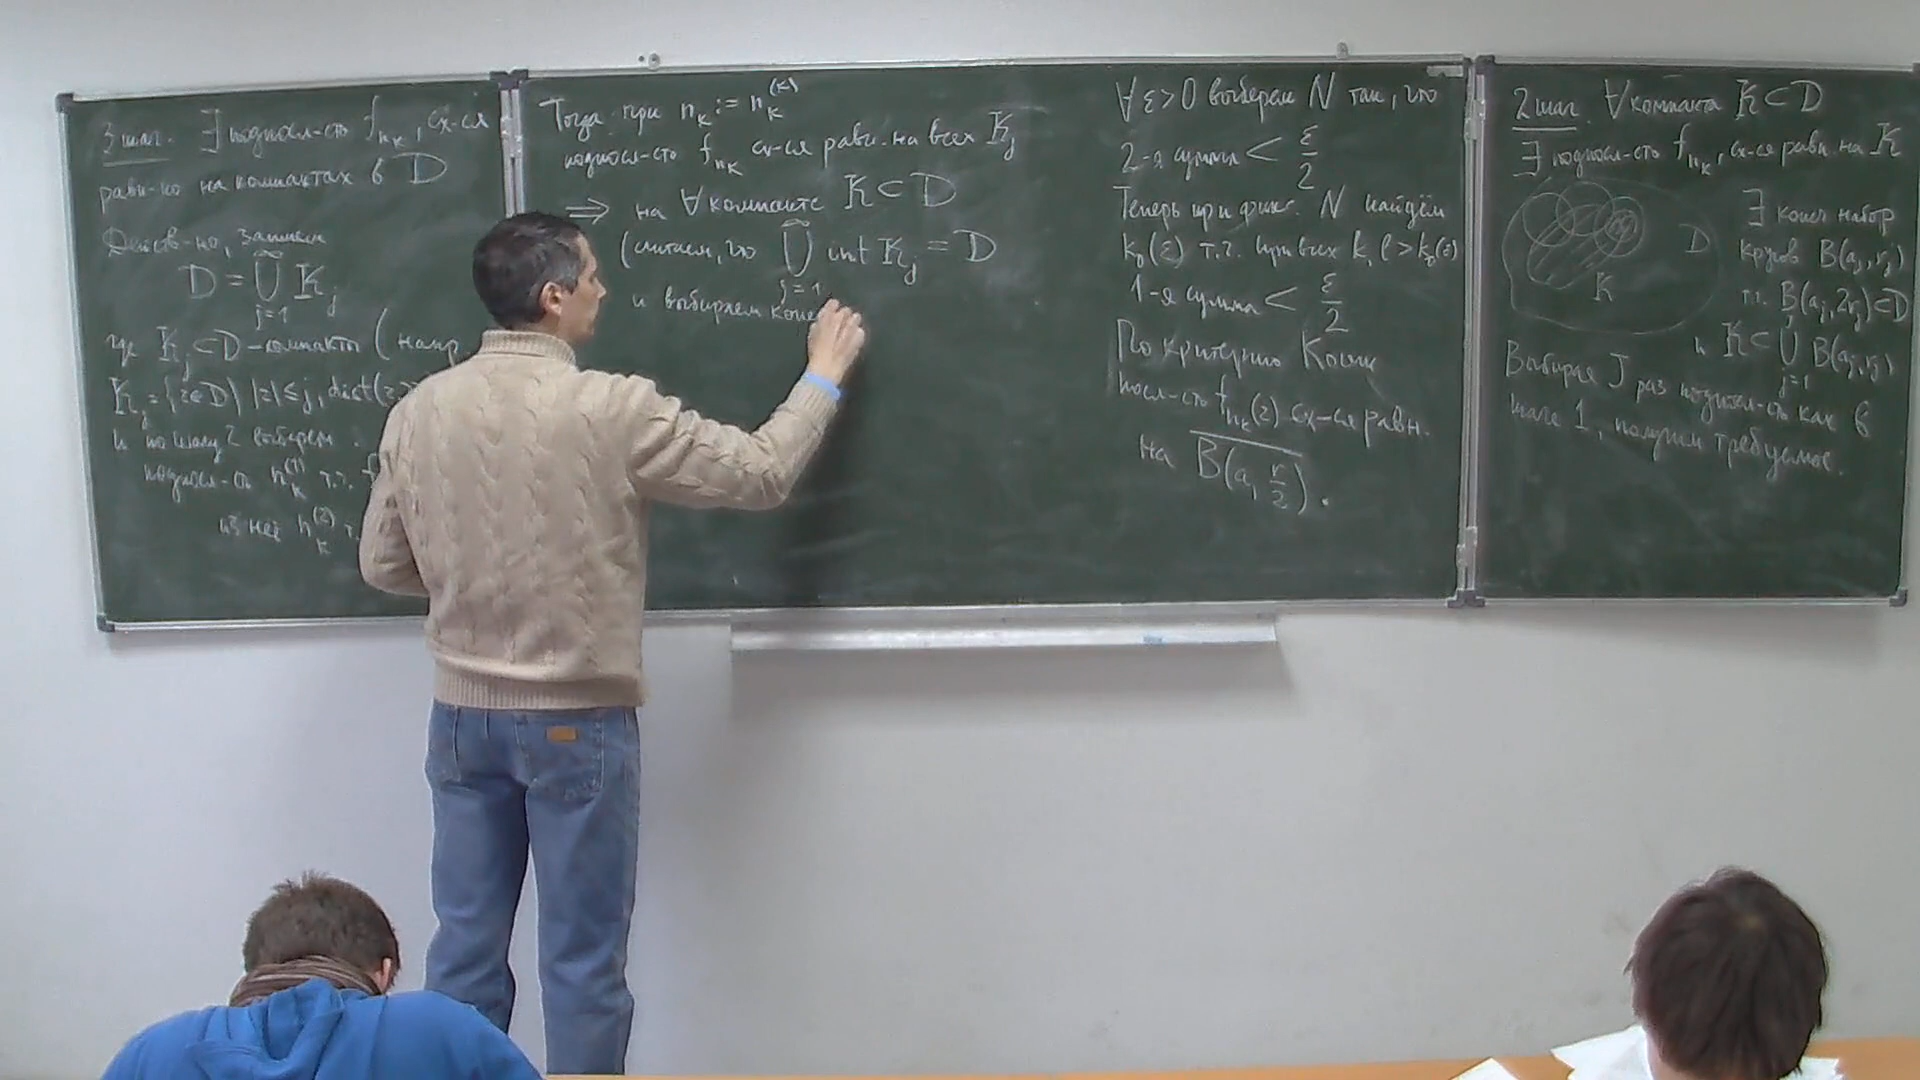 3 шаг. ∃ подпосл-сть f_{n_k}, сх-ся
равн-но на компактах в D
Действ-но, запишем
D = ⋃_{j=1}^∞ K_j
где K_j ⊂ D - компакты (напр
K_j = {z ∈ D | |z| ≤ j, dist(z,
и по шагу 2 выберем
подпосл-ть n_k^{(1)} т.ч. f
из неё n_k^{(2)} т.
Тогда при n_k := n_k^{(k)}
подпосл-сть f_{n_k} сх-ся равн. на всех K_j
⟹ на ∀ компакте K ⊂ D
(считаем, что ⋃_{j=1}^∞ int K_j = D
и выбираем коне
∀ε>0 выберем N так, что
2-я сумма < ε/2
Теперь при фикс. N найдём
k_0(ε) т.ч. при всех k, l > k_0(ε)
1-я сумма < ε/2
По критерию Коши
посл-сть f_{n_k}(z) сх-ся равн.
на \overline{B(a, r/2)}.
2 шаг. ∀ компакта K ⊂ D
∃ подпосл-сть f_{n_k}, сх-ся равн. на K
D
K
∃ конеч набор
кругов B(a_j, r_j)
т.ч. B(a_j, 2r_j) ⊂ D
и K ⊂ ⋃_{j=1}^J B(a_j, r_j)
Выбирая J раз подпосл-сть как в
шаге 1, получим требуемое.